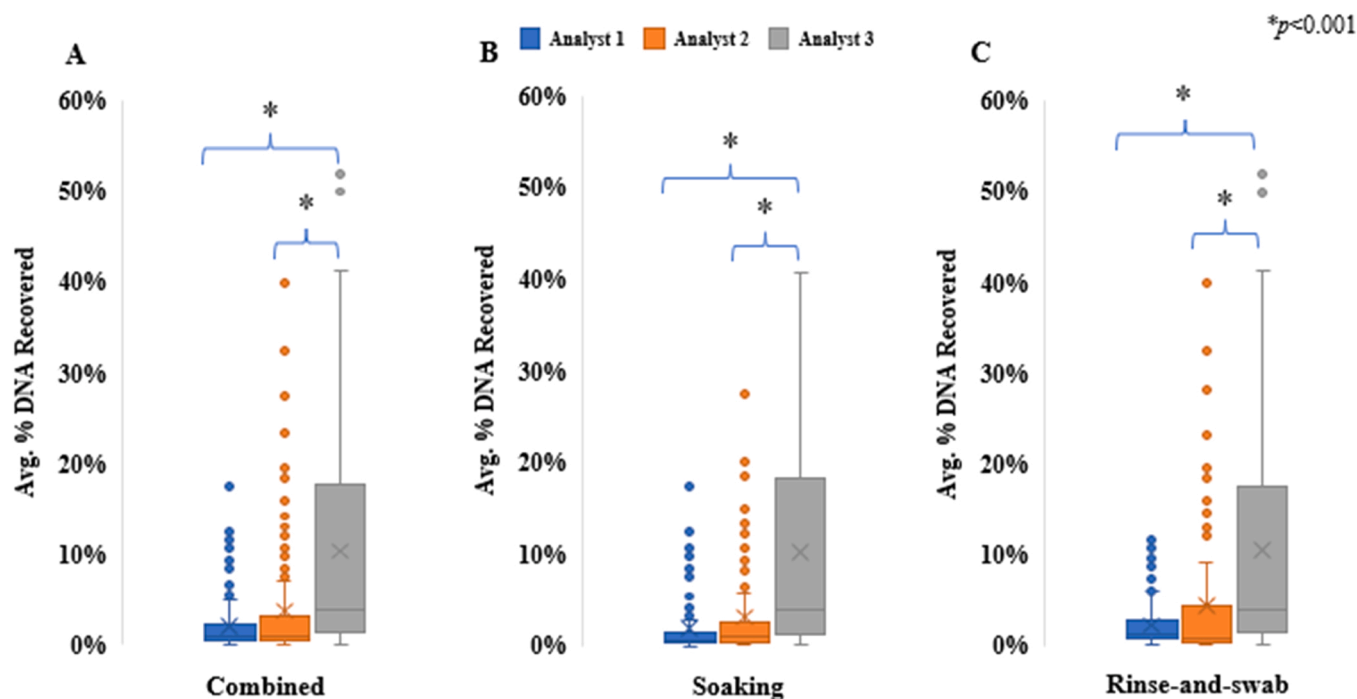 *p<0.001
A
B
Analyst 1 Analyst 2 Analyst 3
C
Avg. % DNA Recovered
60%
50%
40%
30%
20%
10%
0%
*
*
Combined
Avg. % DNA Recovered
60%
50%
40%
30%
20%
10%
0%
*
*
Soaking
Avg. % DNA Recovered
60%
50%
40%
30%
20%
10%
0%
*
*
Rinse-and-swab